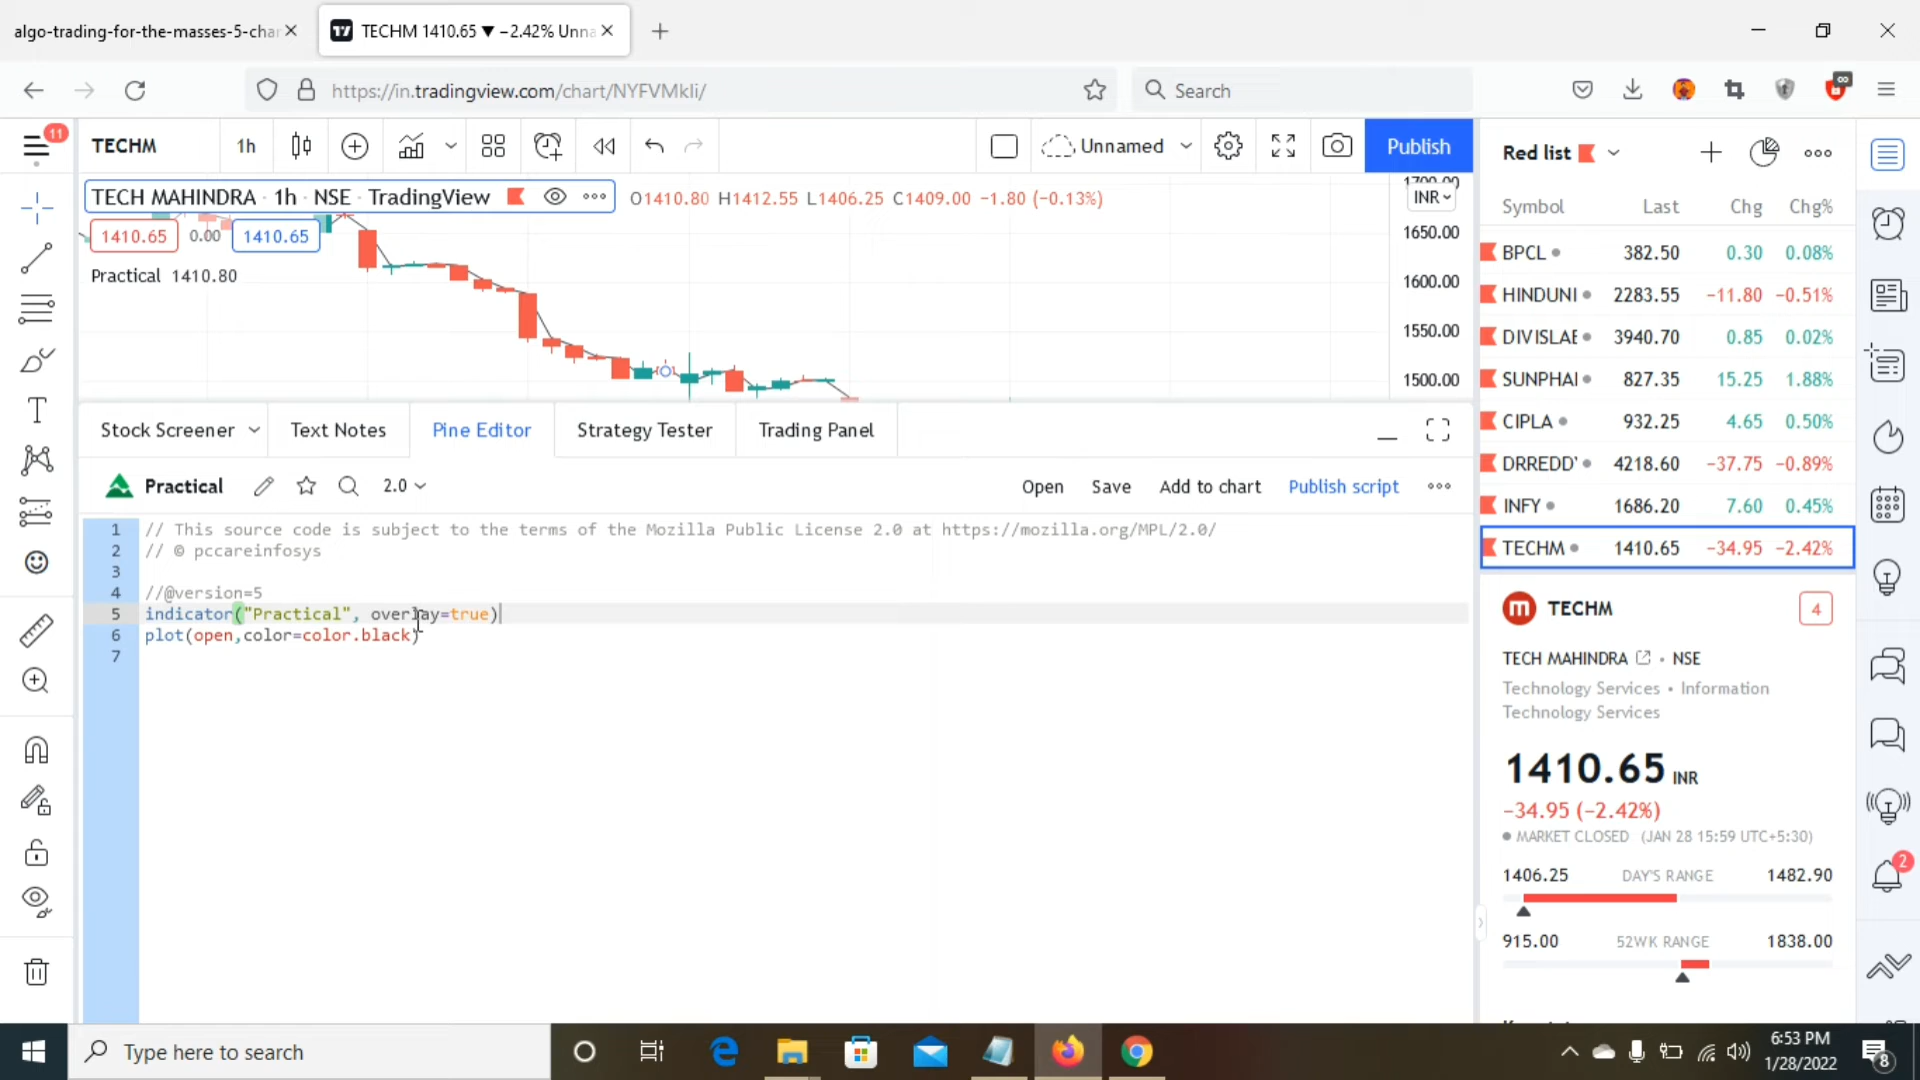 algo-trading-for-the-masses-5-char
TECHM 1410.65 ▼ −2.42% Unna
https://in.tradingview.com/chart/NYFVMkli/
Search
11
TECHM
1h
Unnamed
Publish
Red list
TECH MAHINDRA · 1h · NSE · TradingView
O1410.80 H1412.55 L1406.25 C1409.00 −1.80 (−0.13%)
1700.00
INR
1410.65
0.00
1410.65
Practical 1410.80
1650.00
1600.00
1550.00
1500.00
Symbol Last Chg Chg%
BPCL 382.50 0.30 0.08%
HINDUNI 2283.55 −11.80 −0.51%
DIVISLAE 3940.70 0.85 0.02%
SUNPHAI 827.35 15.25 1.88%
CIPLA 932.25 4.65 0.50%
DRREDD' 4218.60 −37.75 −0.89%
INFY 1686.20 7.60 0.45%
TECHM 1410.65 −34.95 −2.42%
Stock Screener
Text Notes
Pine Editor
Strategy Tester
Trading Panel
Practical
2.0
Open
Save
Add to chart
Publish script
1 // This source code is subject to the terms of the Mozilla Public License 2.0 at https://mozilla.org/MPL/2.0/
2 // © pccareinfosys
3
4 //@version=5
5 indicator("Practical", overlay=true)
6 plot(open,color=color.black)
7
TECHM
4
TECH MAHINDRA • NSE
Technology Services • Information
Technology Services
1410.65 INR
−34.95 (−2.42%)
MARKET CLOSED (JAN 28 15:59 UTC+5:30)
1406.25 DAY'S RANGE 1482.90
915.00 52WK RANGE 1838.00
2
Type here to search
6:53 PM
1/28/2022
8